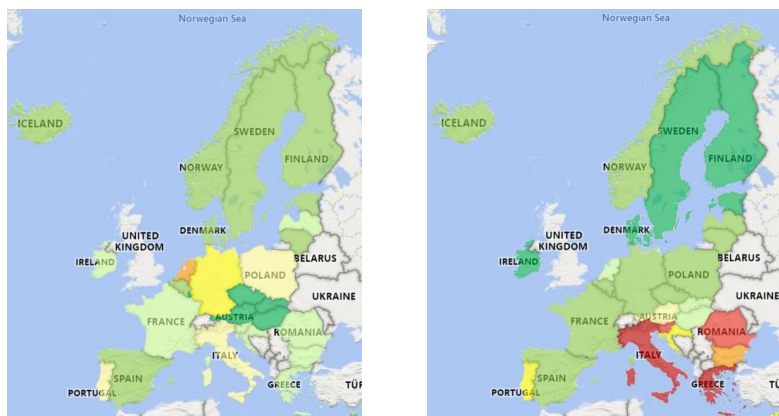 Norwegian Sea
ICELAND
SWEDEN
NORWAY
FINLAND
DENMARK
UNITED
KINGDOM
IRELAND
BELARUS
POLAND
UKRAINE
AUSTRIA
FRANCE
ROMANIA
ITALY
PORTUGAL
SPAIN
GREECE
TÜR
Norwegian Sea
ICELAND
SWEDEN
NORWAY
FINLAND
DENMARK
UNITED
KINGDOM
IRELAND
BELARUS
POLAND
UKRAINE
AUSTRIA
FRANCE
ROMANIA
ITALY
PORTUGAL
SPAIN
GREECE
TÜ